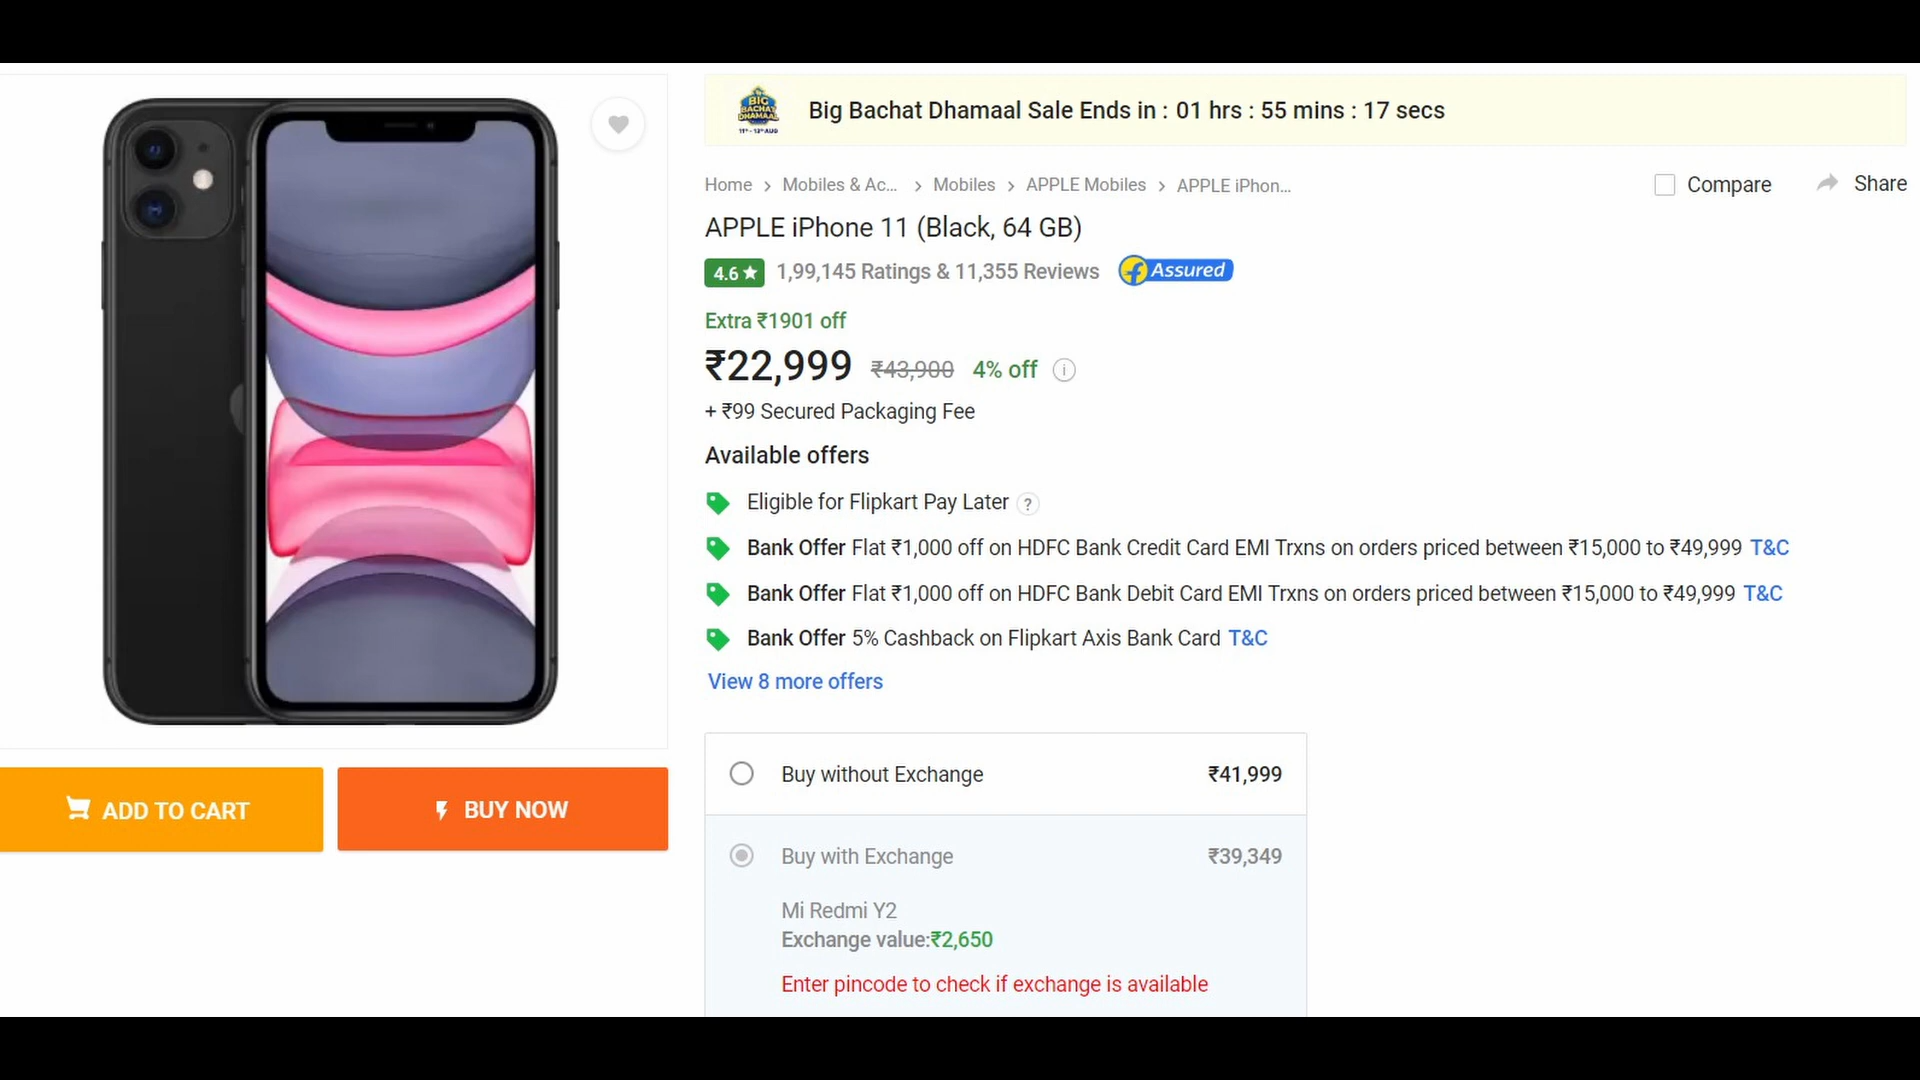 BIG
BACHAT
DHAMAAL
Big Bachat Dhamaal Sale Ends in : 01 hrs : 55 mins : 17 secs
Home > Mobiles & Ac... > Mobiles > APPLE Mobiles > APPLE iPhon...
Compare
Share
APPLE iPhone 11 (Black, 64 GB)
4.6★ 1,99,145 Ratings & 11,355 Reviews Assured
Extra ₹1901 off
₹22,999 ₹43,900 4% off
+ ₹99 Secured Packaging Fee
Available offers
Eligible for Flipkart Pay Later ?
Bank Offer Flat ₹1,000 off on HDFC Bank Credit Card EMI Trxns on orders priced between ₹15,000 to ₹49,999 T&C
Bank Offer Flat ₹1,000 off on HDFC Bank Debit Card EMI Trxns on orders priced between ₹15,000 to ₹49,999 T&C
Bank Offer 5% Cashback on Flipkart Axis Bank Card T&C
View 8 more offers
ADD TO CART
BUY NOW
Buy without Exchange ₹41,999
Buy with Exchange ₹39,349
Mi Redmi Y2
Exchange value:₹2,650
Enter pincode to check if exchange is available